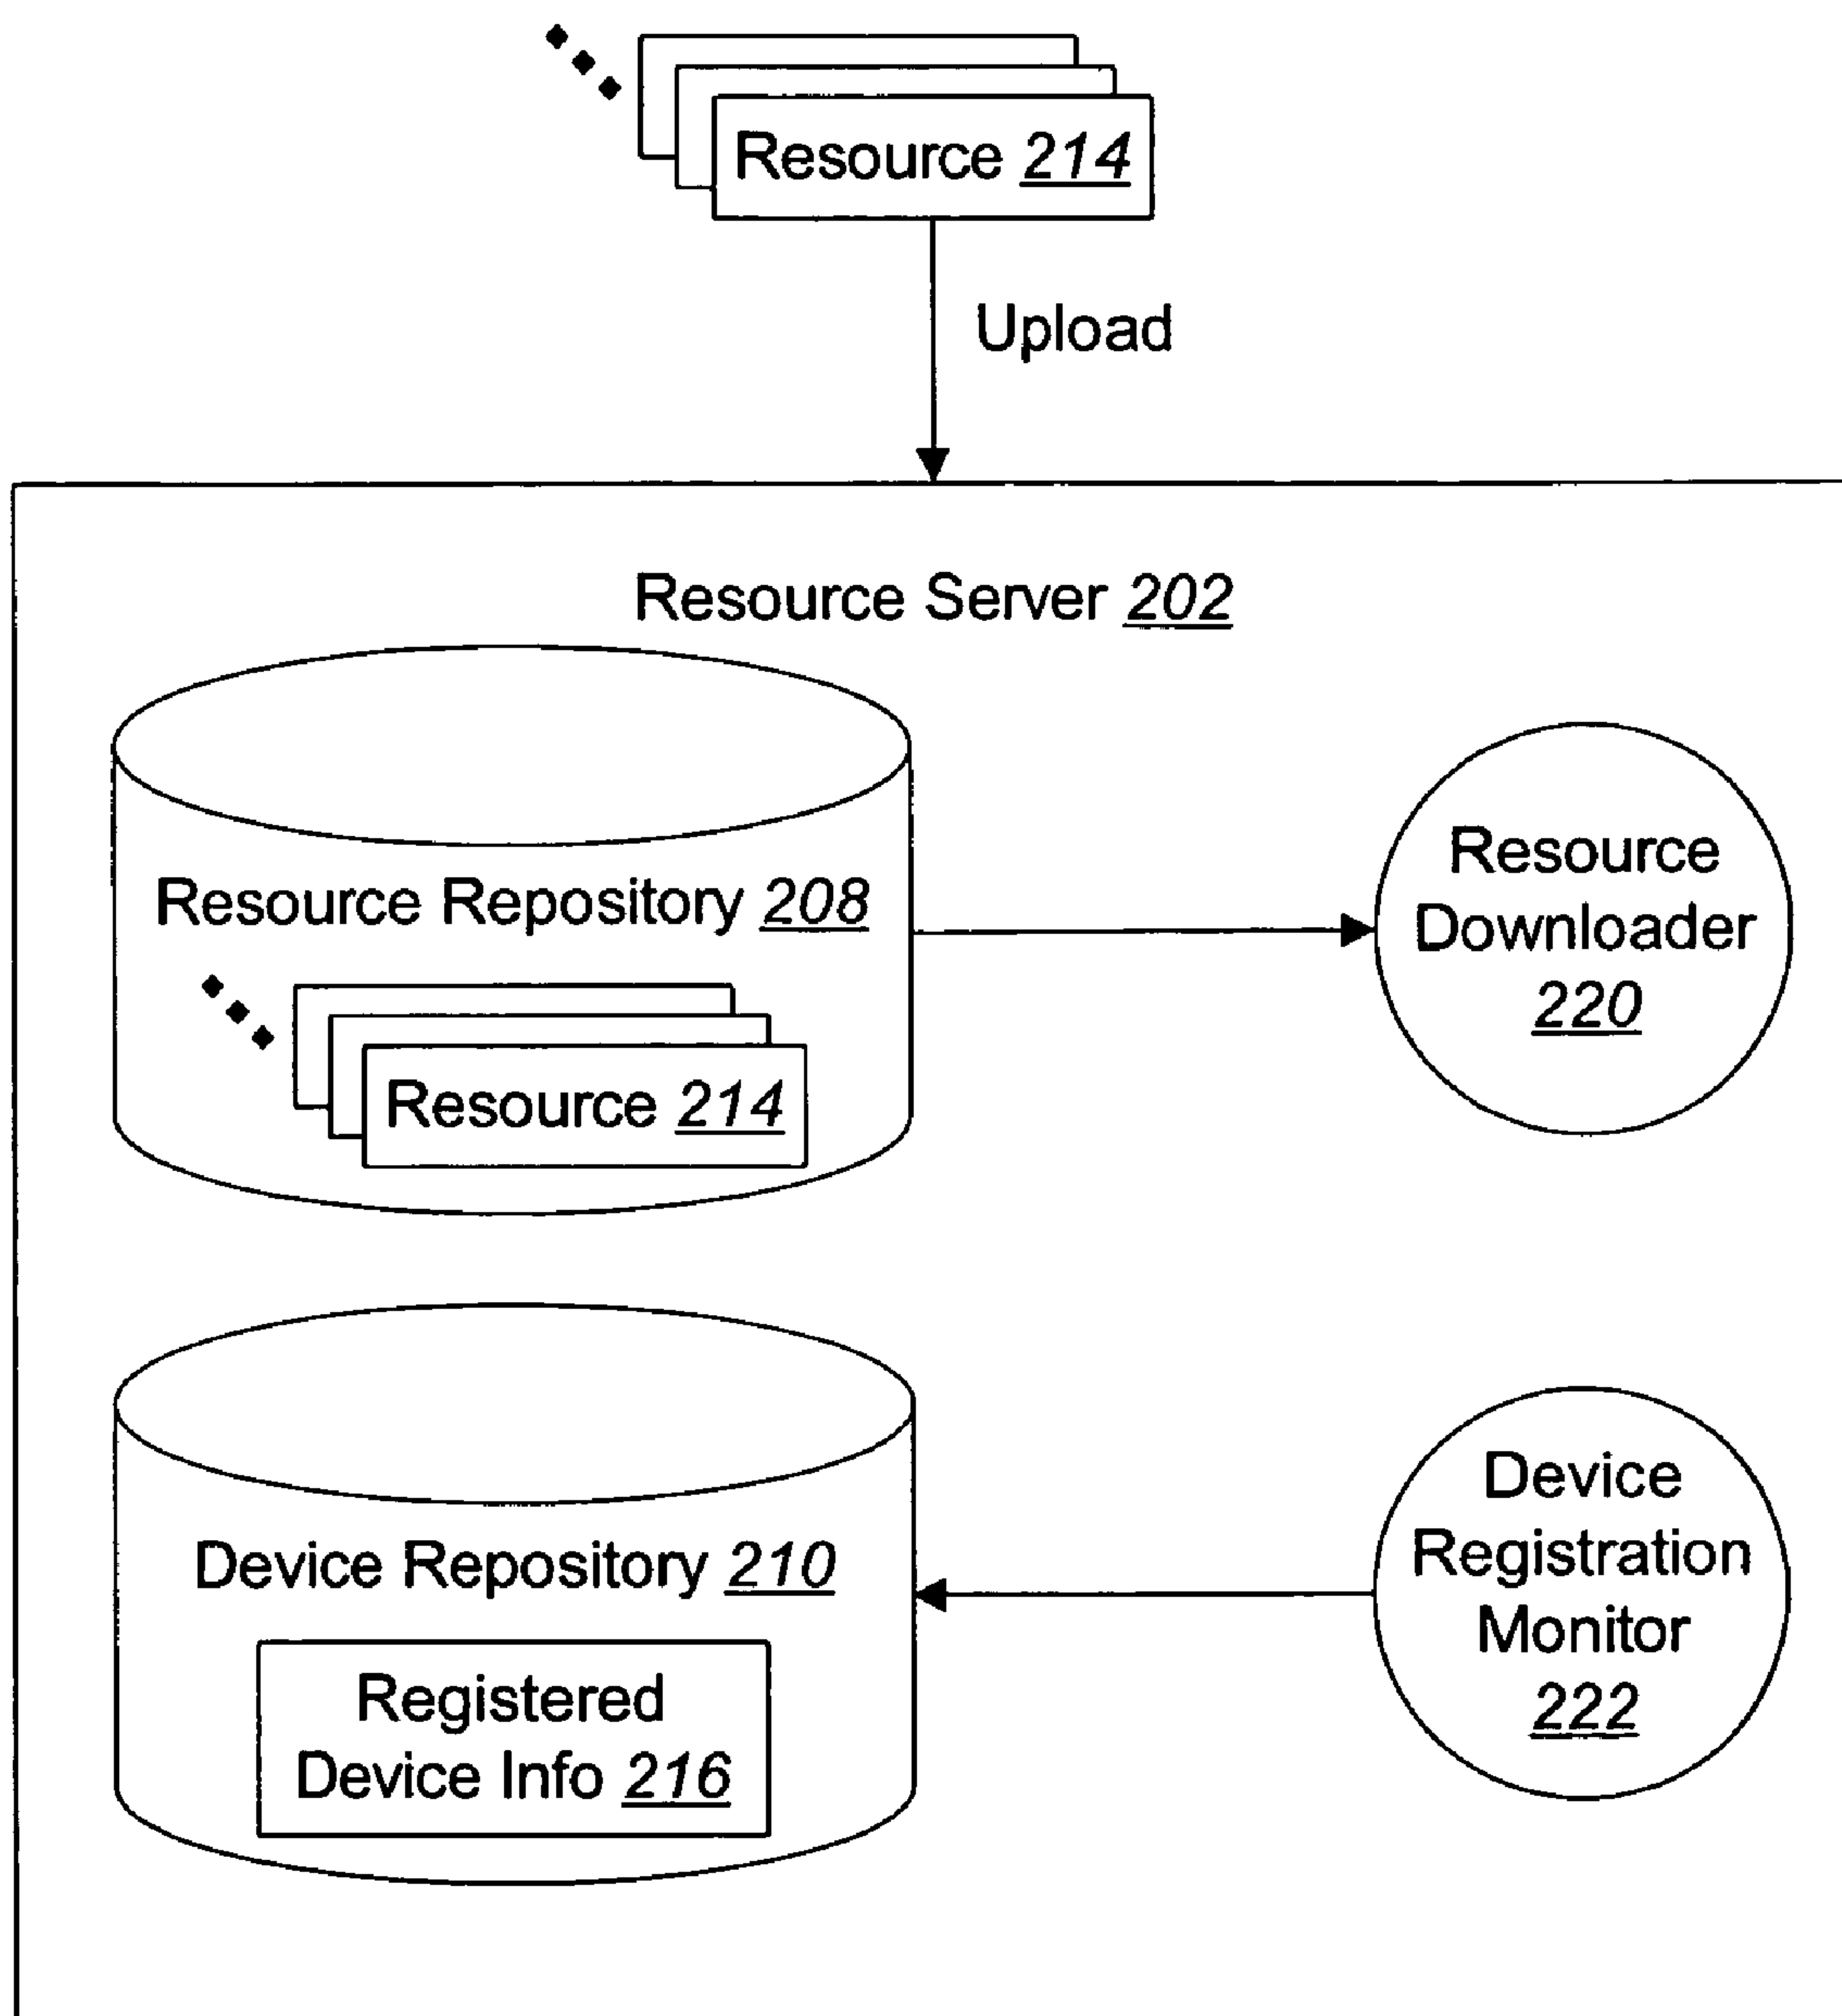 Resource 214
Upload
Resource Server 202
Resource Repository 208
Resource 214
Resource
Downloader
220
Device Repository 210
Registered
Device Info 216
Device
Registration
Monitor
222